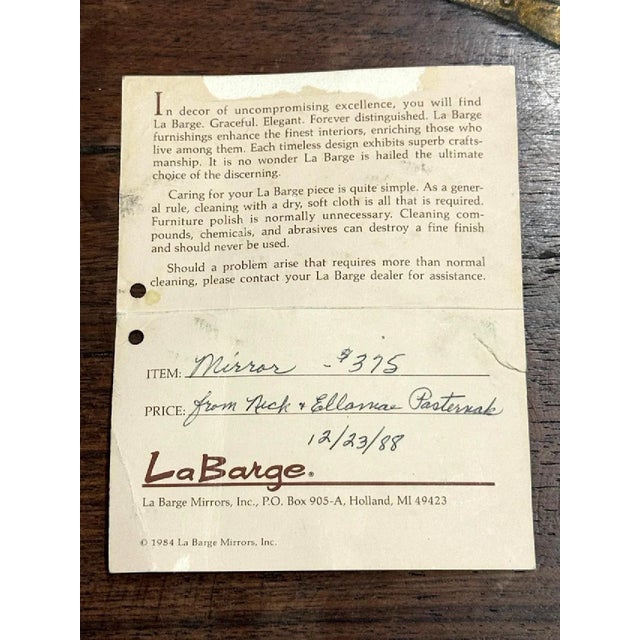 In decor of uncompromising excellence, you will find
La Barge. Graceful. Elegant. Forever distinguished. La Barge
furnishings enhance the finest interiors, enriching those who
live among them. Each timeless design exhibits superb crafts-
manship. It is no wonder La Barge is hailed the ultimate
choice of the discerning.
Caring for your La Barge piece is quite simple. As a gener-
al rule, cleaning with a dry, soft cloth is all that is required.
Furniture polish is normally unnecessary. Cleaning com-
pounds, chemicals, and abrasives can destroy a fine finish
and should never be used.
Should a problem arise that requires more than normal
cleaning, please contact your La Barge dealer for assistance.
ITEM: Mirror - $375
PRICE: from Nick + Ellamae Pasternak
12/23/88
LaBarge®
La Barge Mirrors, Inc., P.O. Box 905-A, Holland, MI 49423
© 1984 La Barge Mirrors, Inc.